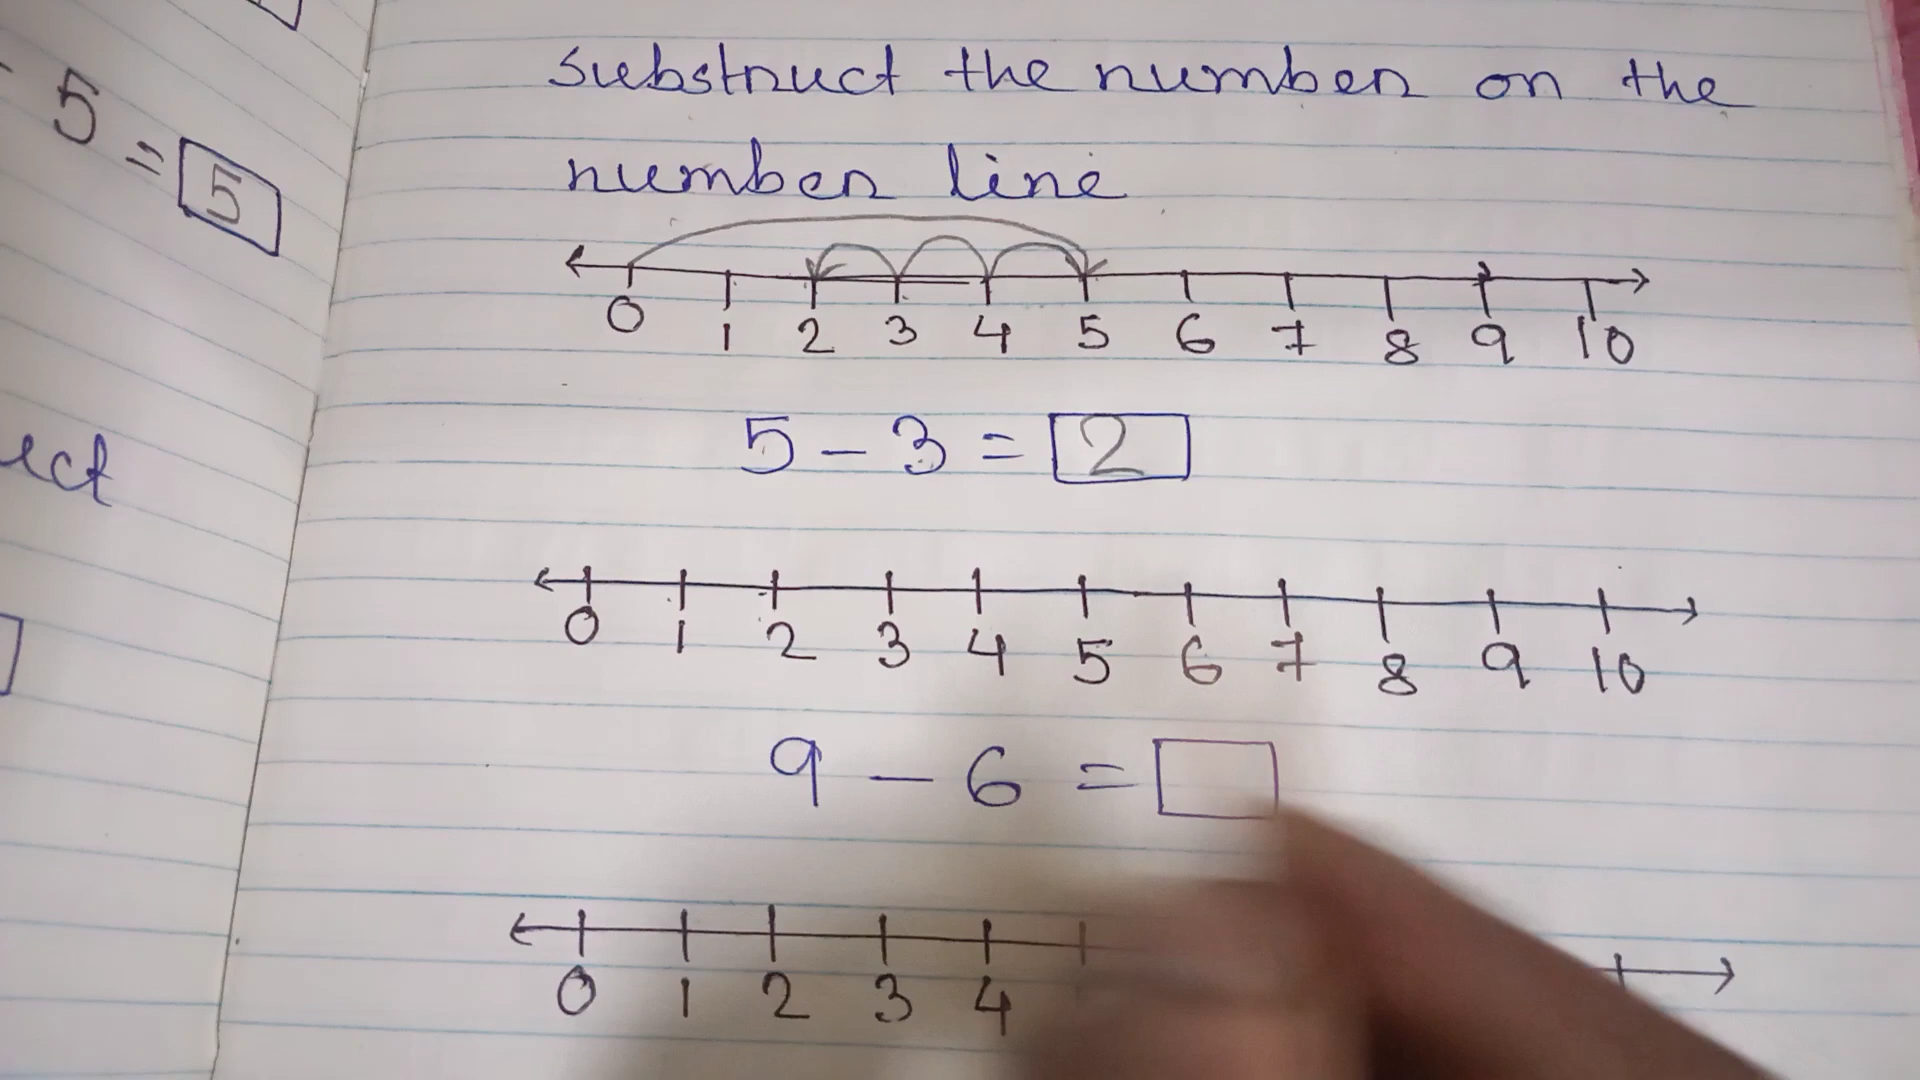 5 = 5
ect
Substruct the number on the
number line
0 1 2 3 4 5 6 7 8 9 10
5 - 3 = 2
0 1 2 3 4 5 6 7 8 9 10
9 - 6 =
0 1 2 3 4